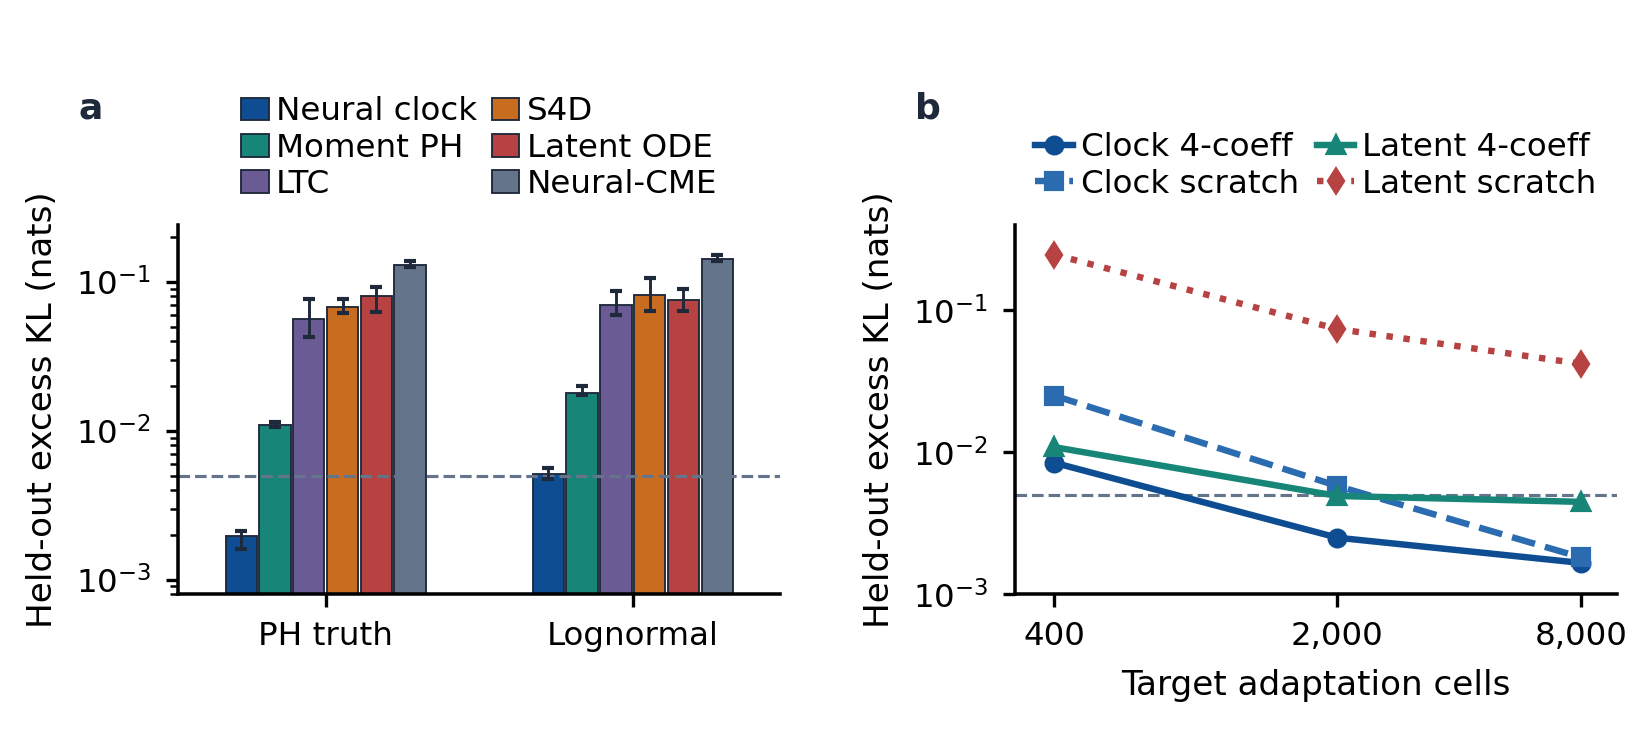 a
Neural clock
S4D
Moment PH
Latent ODE
LTC
Neural-CME
Held-out excess KL (nats)
10⁻¹
10⁻²
10⁻³
PH truth
Lognormal
b
Clock 4-coeff
Latent 4-coeff
Clock scratch
Latent scratch
Held-out excess KL (nats)
10⁻¹
10⁻²
10⁻³
400
2,000
8,000
Target adaptation cells